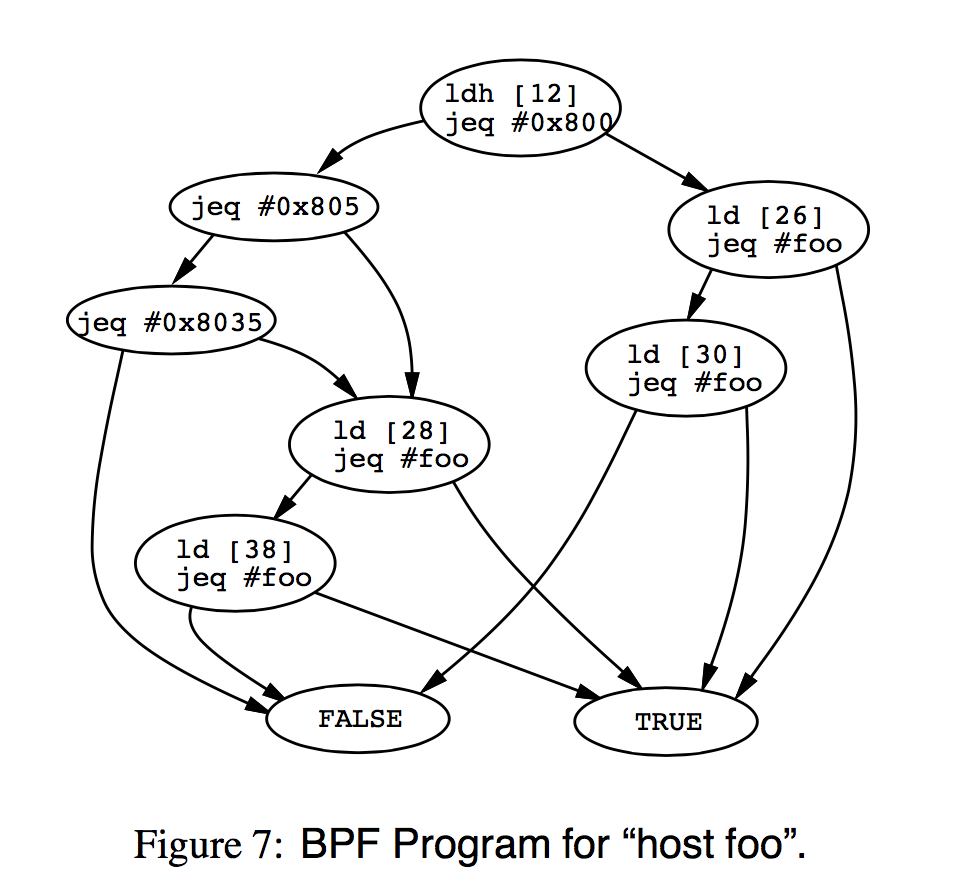 ldh [12]
jeq #0x800
jeq #0x805
ld [26]
jeq #foo
jeq #0x8035
ld [30]
jeq #foo
ld [28]
jeq #foo
ld [38]
jeq #foo
FALSE
TRUE
Figure 7: BPF Program for “host foo”.